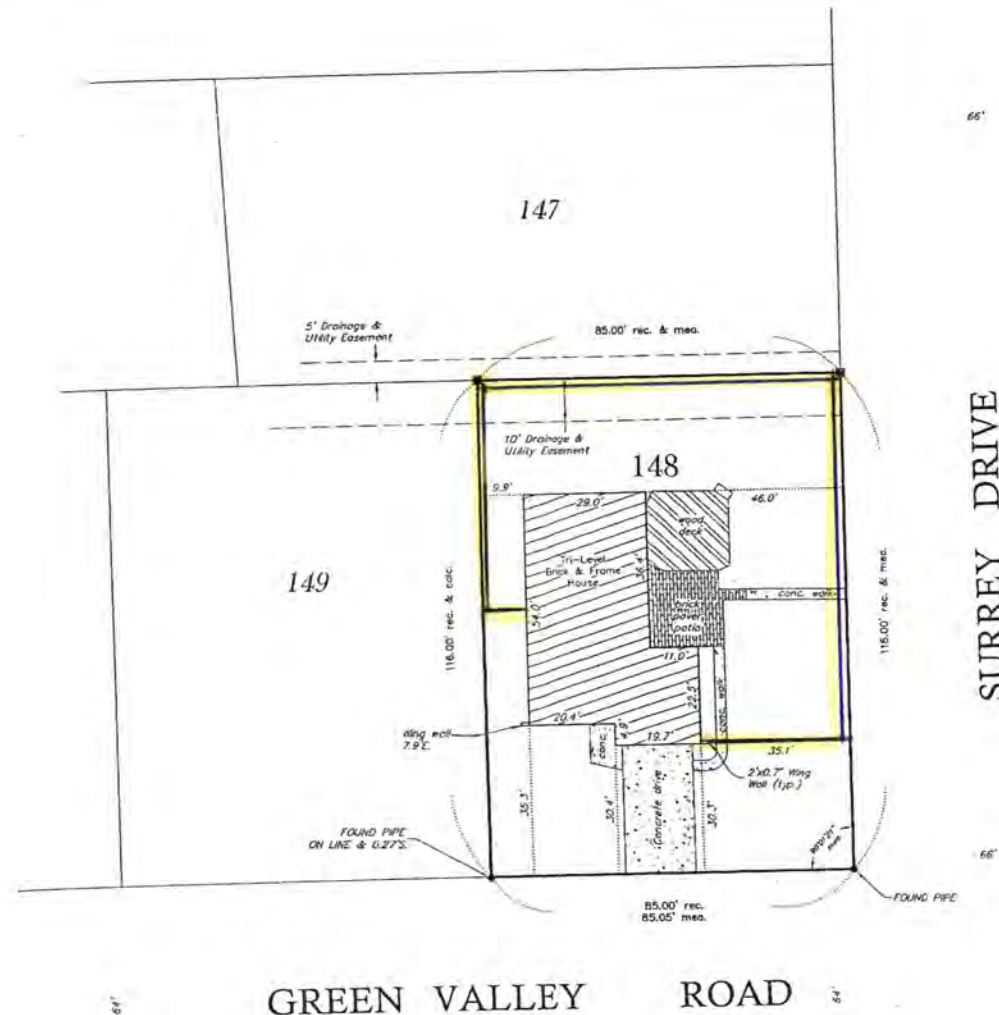 66'
147
5' Drainage &
Utility Easement
85.00' rec. & mea.
10' Drainage &
Utility Easement
148
9.9'
29.0'
46.0'
wood
deck
Tri-Level
Brick & Frame
House
36.4'
149
54.0'
brick
paver
patio
conc. walk
116.00' rec. & calc.
116.00' rec. & mea.
SURREY DRIVE
11.0'
22.5'
conc. walk
Wing wall
7.9'E.
20.4'
conc.
4.9'
19.7'
35.1'
2'x0.7' Wing
Wall (typ.)
35.3'
30.4'
Concrete drive
30.3'
FOUND PIPE
ON LINE & 0.27'S.
66'
FOUND PIPE
85.00' rec.
85.05' mea.
GREEN VALLEY ROAD